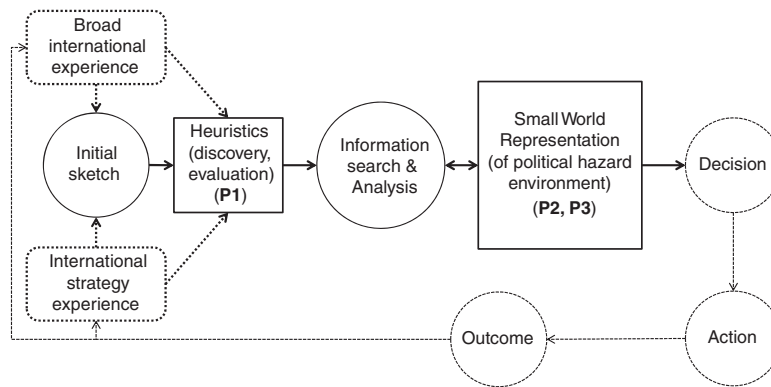 Broad
international
experience
Initial
sketch
International
strategy
experience
Heuristics
(discovery,
evaluation)
(P1)
Information
search &
Analysis
Small World
Representation
(of political hazard
environment)
(P2, P3)
Decision
Action
Outcome